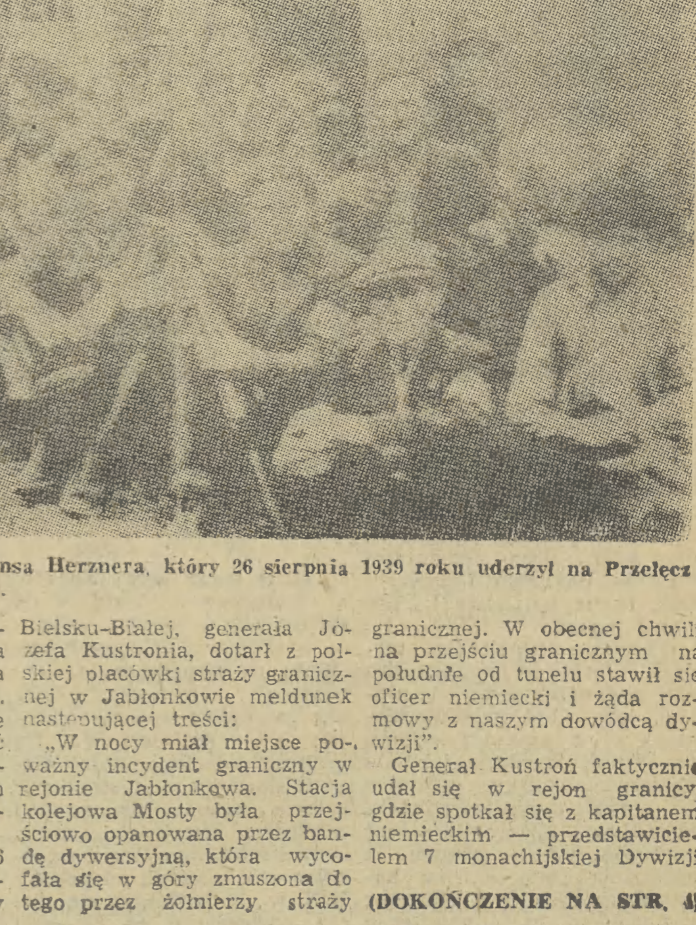 nsa Herznera, który 26 sierpnia 1939 roku uderzył na Przełęcz
Bielsku-Białej, generała Jó-
zefa Kustronia, dotarł z pol-
skiej placówki straży granicz-
nej w Jabłonkowie meldunek
następującej treści:
„W nocy miał miejsce po-
ważny incydent graniczny w
rejonie Jabłonkowa. Stacja
kolejowa Mosty była przej-
ściowo opanowana przez ban-
dę dywersyjną, która wyco-
fała się w góry zmuszona do
tego przez żołnierzy straży
granicznej. W obecnej chwili
na przejściu granicznym na
południe od tunelu stawił się
oficer niemiecki i żąda roz-
mowy z naszym dowódcą dy-
wizji”.
Generał Kustroń faktycznie
udał się w rejon granicy,
gdzie spotkał się z kapitanem
niemieckim — przedstawicie-
lem 7 monachijskiej Dywizji
(DOKOŃCZENIE NA STR. 4